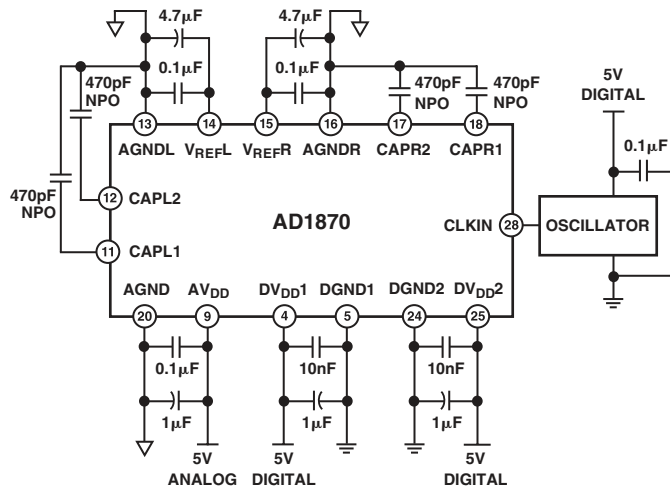 4.7µF
4.7µF
0.1µF
0.1µF
470pF
NPO
470pF
NPO
470pF
NPO
5V
DIGITAL
13
14
15
16
17
18
AGNDL
VREFL
VREFR
AGNDR
CAPR2
CAPR1
0.1µF
470pF
NPO
12
CAPL2
AD1870
CLKIN
28
OSCILLATOR
11
CAPL1
AGND
AVDD
DVDD1
DGND1
DGND2
DVDD2
20
9
4
5
24
25
0.1µF
10nF
10nF
1µF
1µF
1µF
5V
ANALOG
5V
DIGITAL
5V
DIGITAL